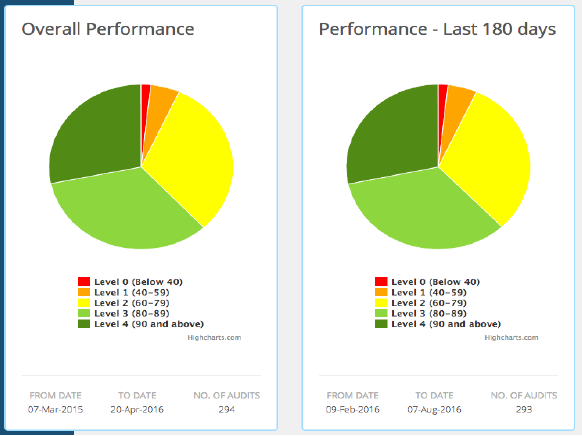 Overall Performance
Level 0 (Below 40)
Level 1 (40-59)
Level 2 (60-79)
Level 3 (80-89)
Level 4 (90 and above)
Highcharts.com
FROM DATE TO DATE NO. OF AUDITS
07-Mar-2015 20-Apr-2016 294
Performance - Last 180 days
Level 0 (Below 40)
Level 1 (40-59)
Level 2 (60-79)
Level 3 (80-89)
Level 4 (90 and above)
Highcharts.com
FROM DATE TO DATE NO. OF AUDITS
09-Feb-2016 07-Aug-2016 293